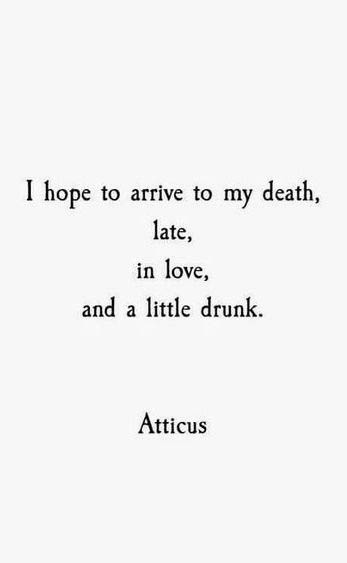 I hope to arrive to my death,
late,
in love,
and a little drunk.
Atticus